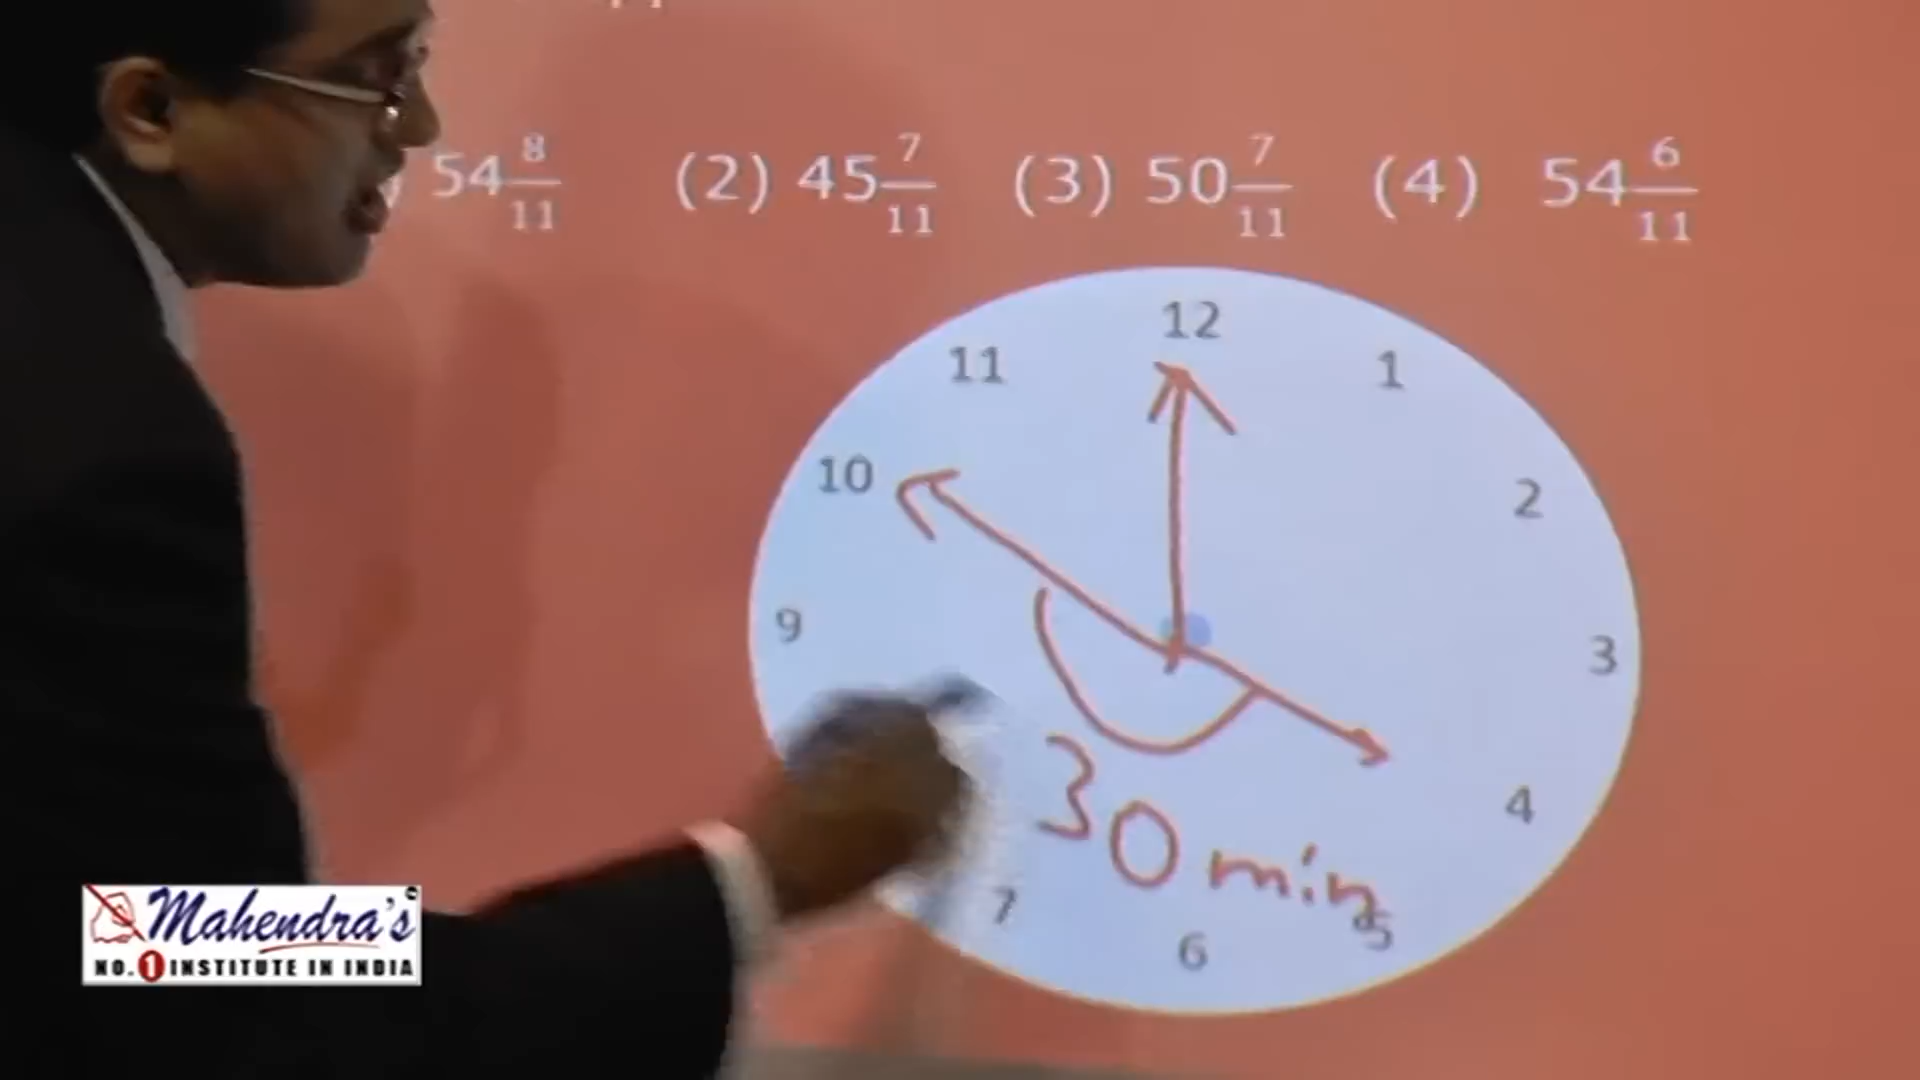 54 8/11 (2) 45 7/11 (3) 50 7/11 (4) 54 6/11
12
11 1
10 2
9 3
4
30 min
7 5
6
Mahendra's
NO. 1 INSTITUTE IN INDIA